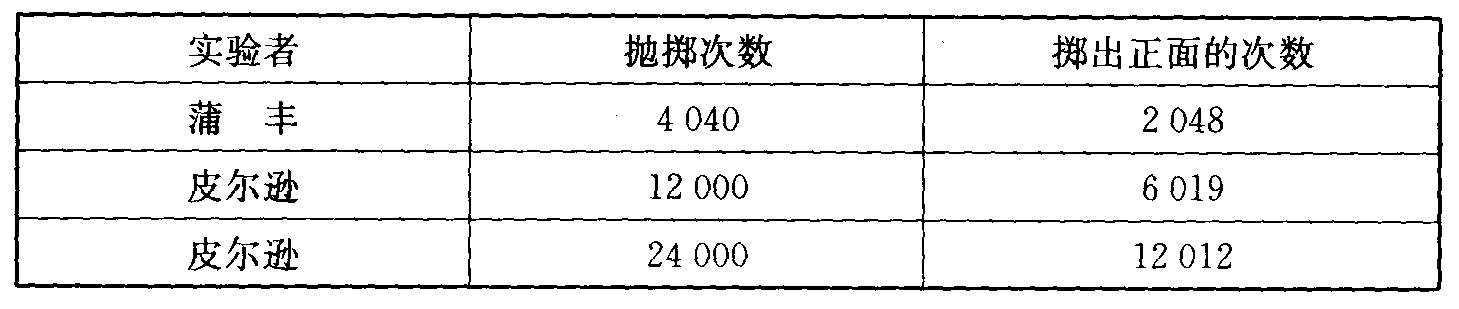 实验者 抛掷次数 掷出正面的次数
蒲 丰 4 040 2 048
皮尔逊 12 000 6 019
皮尔逊 24 000 12 012